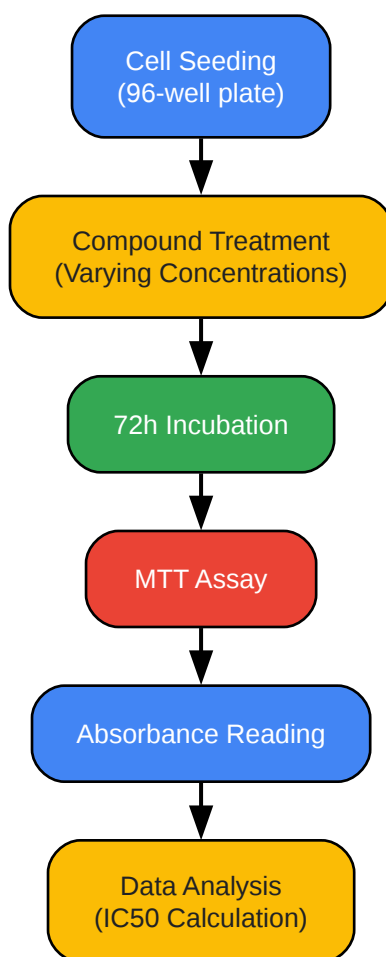 Cell Seeding
(96-well plate)
Compound Treatment
(Varying Concentrations)
72h Incubation
MTT Assay
Absorbance Reading
Data Analysis
(IC50 Calculation)